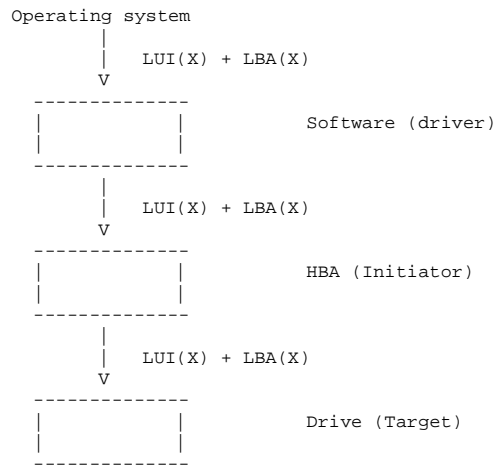 Operating system
|
| LUI(X) + LBA(X)
V
--------------
| | Software (driver)
| |
--------------
|
| LUI(X) + LBA(X)
V
--------------
| | HBA (Initiator)
| |
--------------
|
| LUI(X) + LBA(X)
V
--------------
| | Drive (Target)
| |
--------------